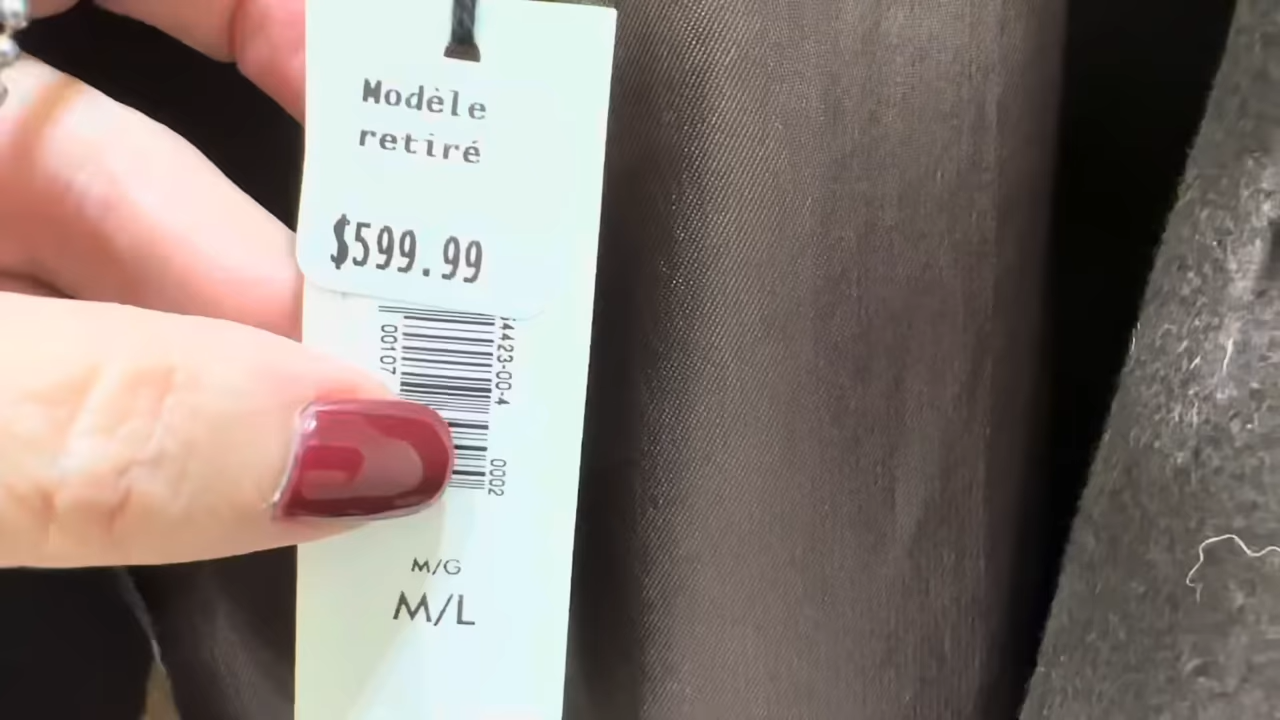 Modèle
retiré
$599.99
00107
4423-00-4
0002
M/G
M/L